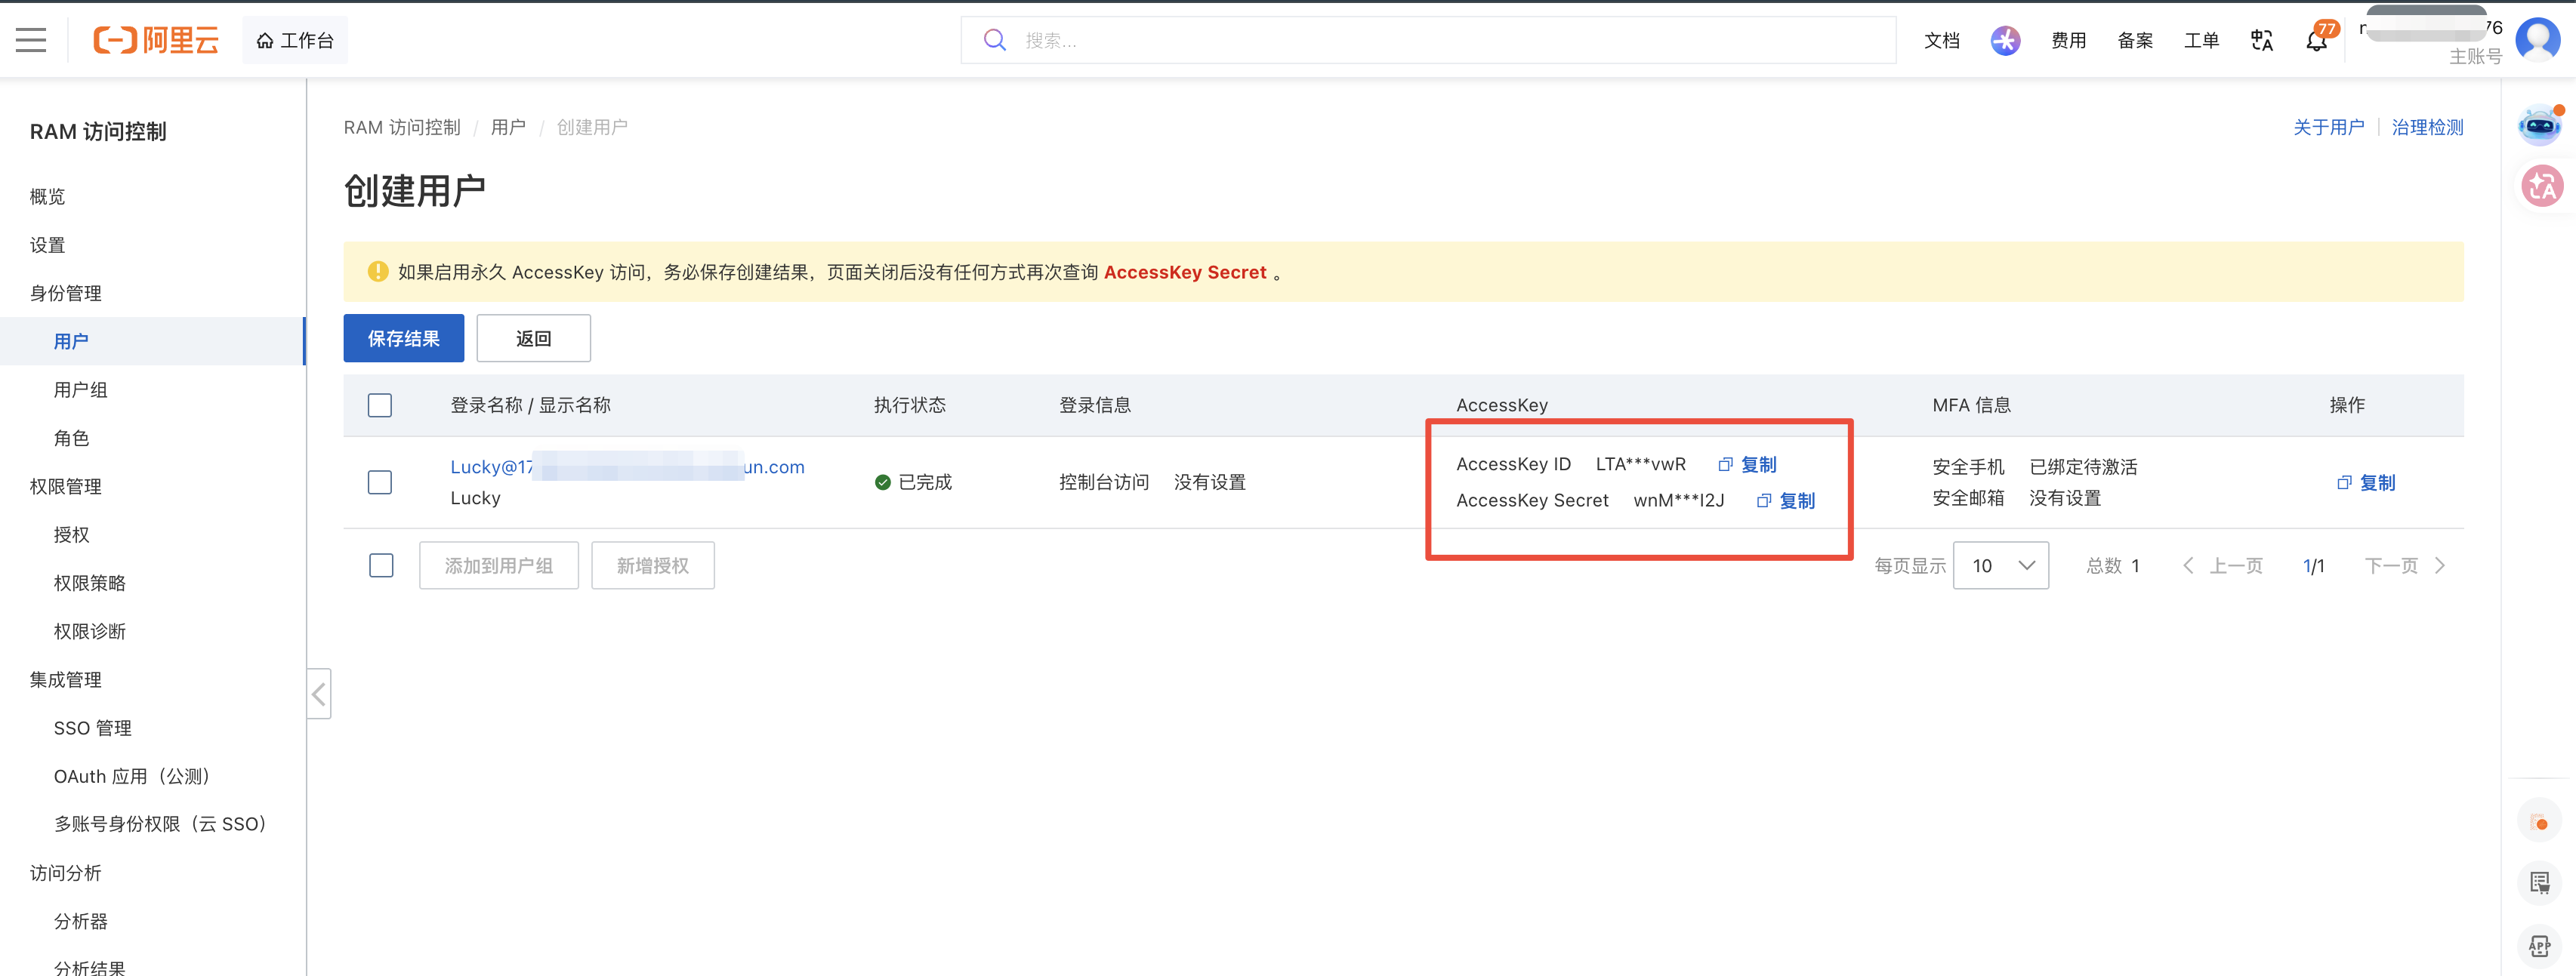 阿里云
工作台
搜索...
文档
费用
备案
工单
77
76
主账号
RAM 访问控制
概览
设置
身份管理
用户
用户组
角色
权限管理
授权
权限策略
权限诊断
集成管理
SSO 管理
OAuth 应用（公测）
多账号身份权限（云 SSO）
访问分析
分析器
分析结果
RAM 访问控制 / 用户 / 创建用户
关于用户 | 治理检测
创建用户
如果启用永久 AccessKey 访问，务必保存创建结果，页面关闭后没有任何方式再次查询 AccessKey Secret 。
保存结果 返回
登录名称 / 显示名称 执行状态 登录信息 AccessKey MFA 信息 操作
Lucky@17 un.com
Lucky
已完成
控制台访问 没有设置
AccessKey ID LTA***vwR 复制
AccessKey Secret wnM***I2J 复制
安全手机 已绑定待激活
安全邮箱 没有设置
复制
添加到用户组 新增授权
每页显示 10 总数 1 上一页 1/1 下一页
APP